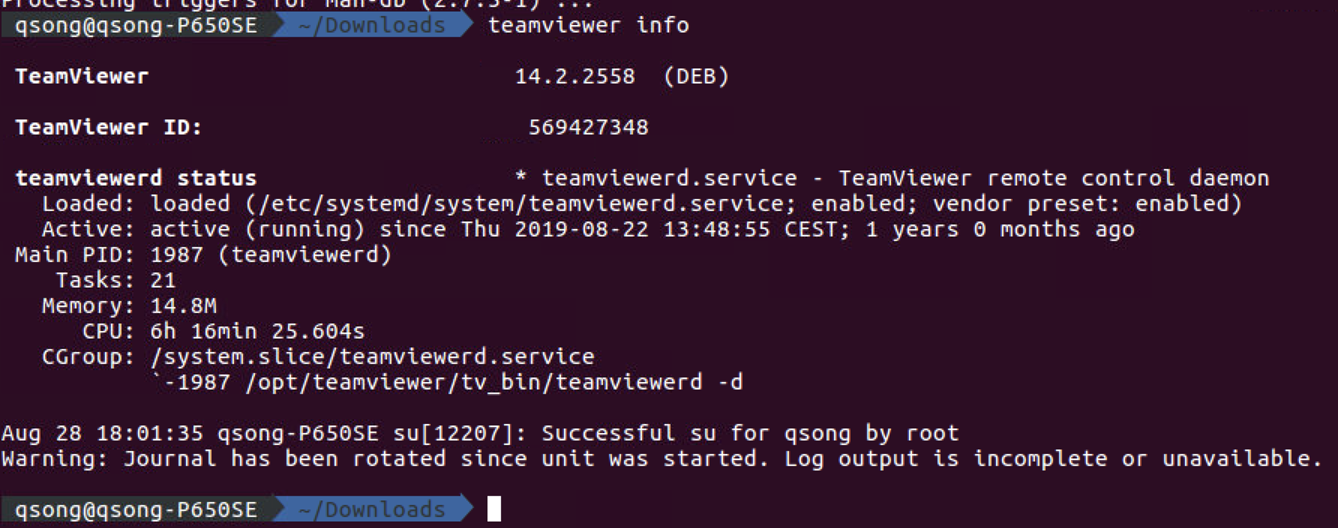 Processing triggers for man-db (2.7.5-1) ...
qsong@qsong-P650SE ~/Downloads teamviewer info
TeamViewer 14.2.2558 (DEB)
TeamViewer ID: 569427348
teamviewerd status * teamviewerd.service - TeamViewer remote control daemon
Loaded: loaded (/etc/systemd/system/teamviewerd.service; enabled; vendor preset: enabled)
Active: active (running) since Thu 2019-08-22 13:48:55 CEST; 1 years 0 months ago
Main PID: 1987 (teamviewerd)
Tasks: 21
Memory: 14.8M
CPU: 6h 16min 25.604s
CGroup: /system.slice/teamviewerd.service
`-1987 /opt/teamviewer/tv_bin/teamviewerd -d
Aug 28 18:01:35 qsong-P650SE su[12207]: Successful su for qsong by root
Warning: Journal has been rotated since unit was started. Log output is incomplete or unavailable.
qsong@qsong-P650SE ~/Downloads